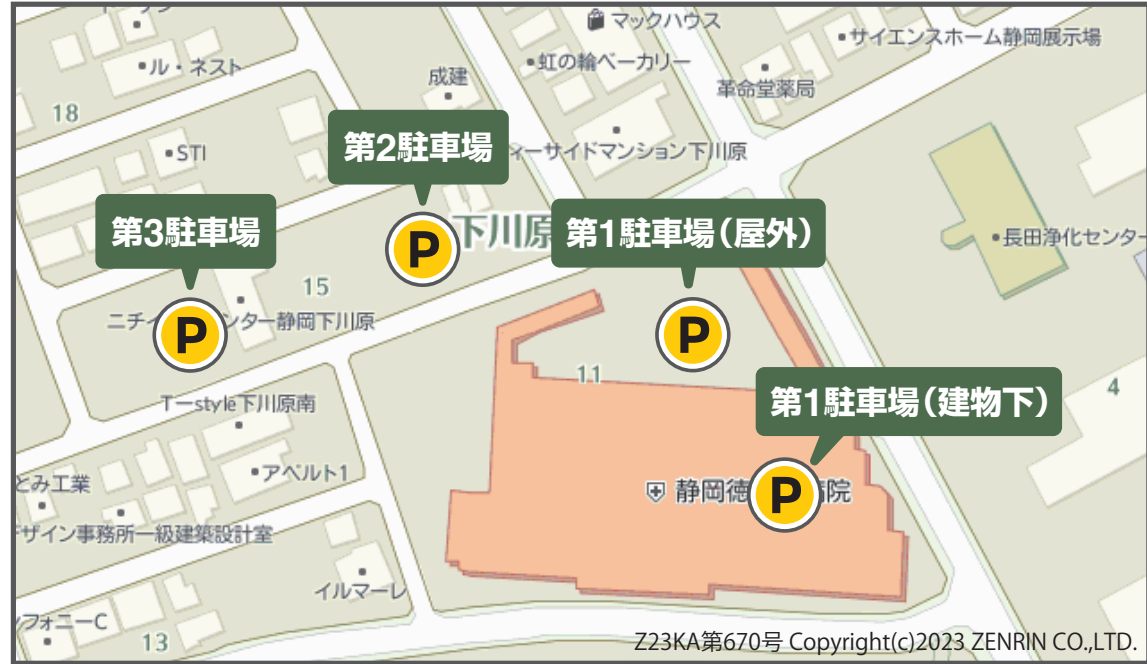 マックハウス
サイエンスホーム静岡展示場
ル・ネスト
虹の輪ベーカリー
成建
革命堂薬局
18
第2駐車場
STI
ィーサイドマンション下川原
第3駐車場
下川原
第1駐車場（屋外）
長田浄化センター
P
15
P
P
ニチイ
ンター静岡下川原
11
第1駐車場（建物下）
4
Tーstyle下川原南
アベルト1
とみ工業
静岡徳
P
院
デザイン事務所一級建築設計室
イルマーレ
ンフォニーC
13
Z23KA第670号 Copyright(c)2023 ZENRIN CO.,LTD.